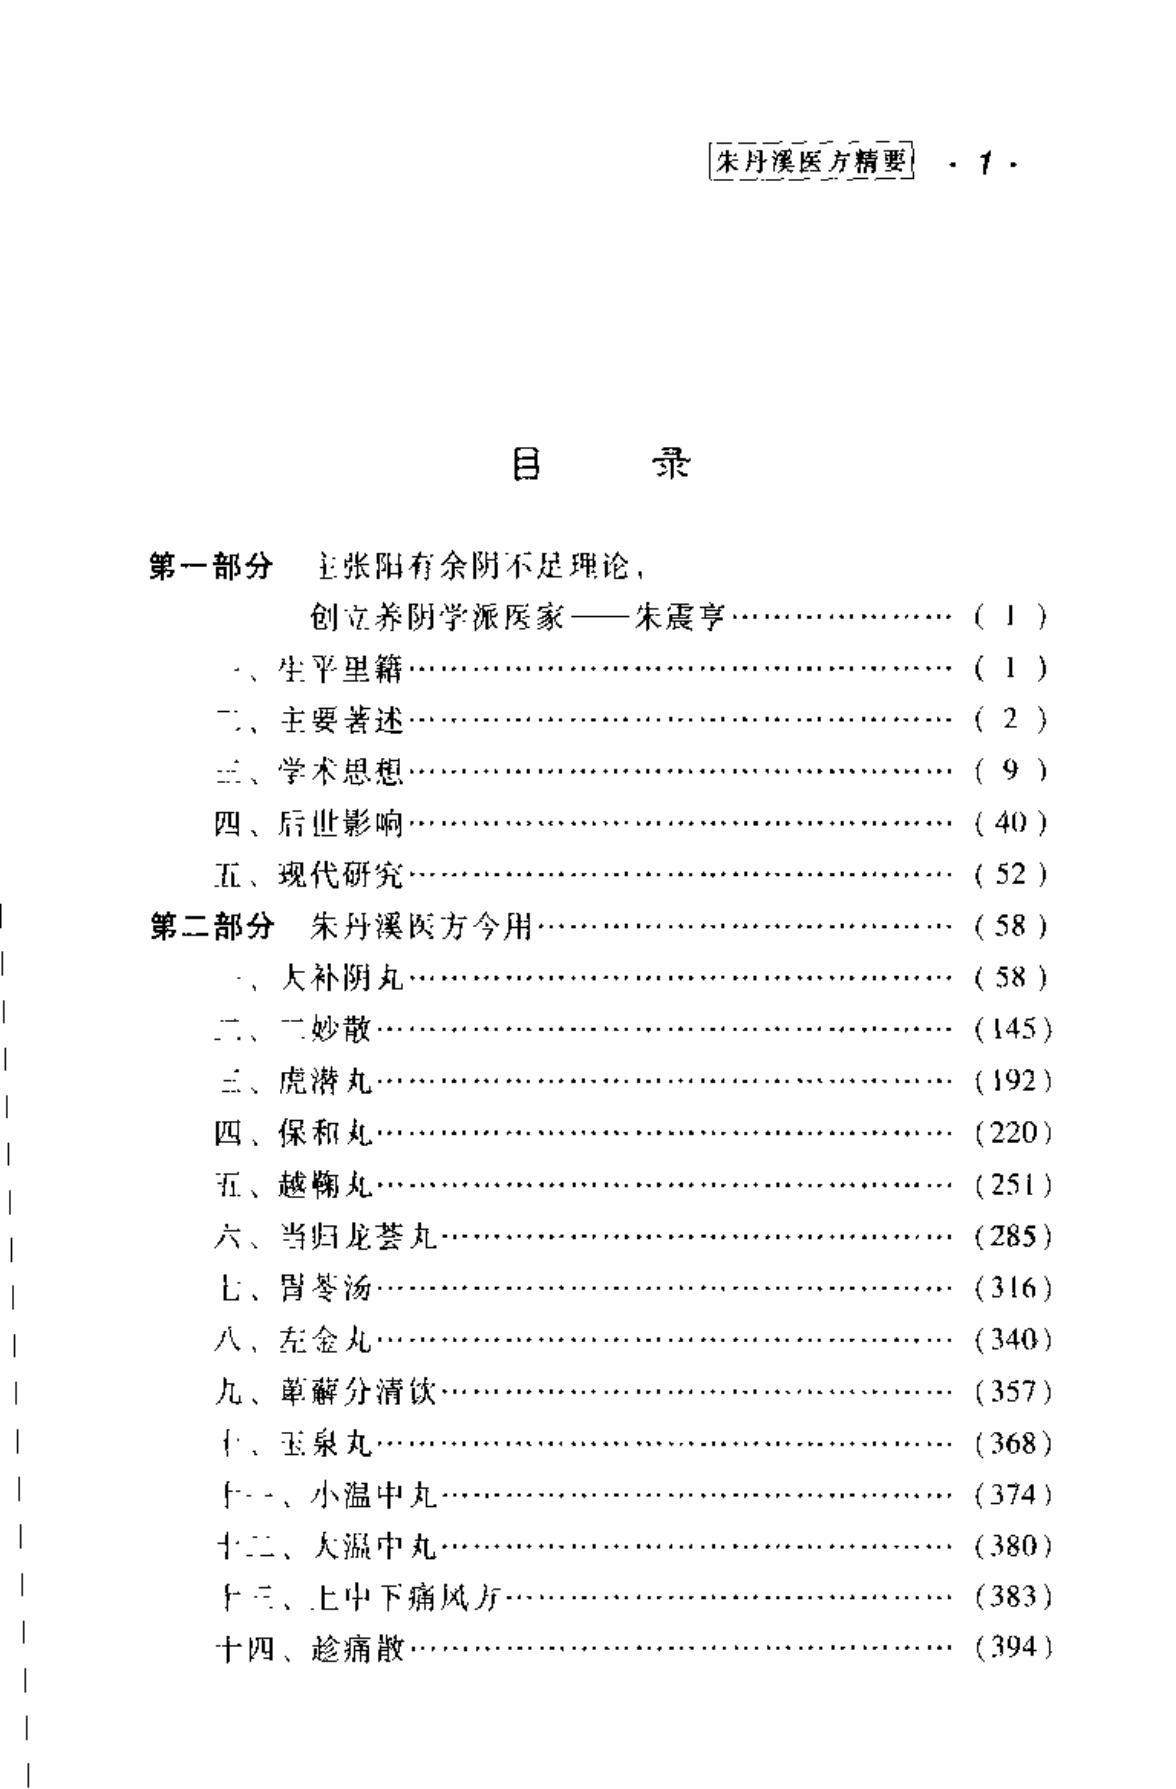 朱丹溪医方精要 · 1 ·
目 录
第一部分 主张阳有余阴不足理论,
创立养阴学派医家——朱震亨………………… ( 1 )
一、生平里籍……………………………………………… ( 1 )
二、主要著述……………………………………………… ( 2 )
三、学术思想……………………………………………… ( 9 )
四、后世影响……………………………………………… ( 40 )
五、现代研究……………………………………………… ( 52 )
第二部分 朱丹溪医方今用…………………………………… ( 58 )
一、大补阴丸……………………………………………… ( 58 )
二、二妙散………………………………………………… (145)
三、虎潜丸………………………………………………… (192)
四、保和丸………………………………………………… (220)
五、越鞠丸………………………………………………… (251)
六、当归龙荟丸…………………………………………… (285)
七、胃苓汤………………………………………………… (316)
八、左金丸………………………………………………… (340)
九、萆薢分清饮…………………………………………… (357)
十、玉泉丸………………………………………………… (368)
十一、小温中丸…………………………………………… (374)
十二、大温中丸…………………………………………… (380)
十三、上中下痛风方……………………………………… (383)
十四、趁痛散……………………………………………… (394)